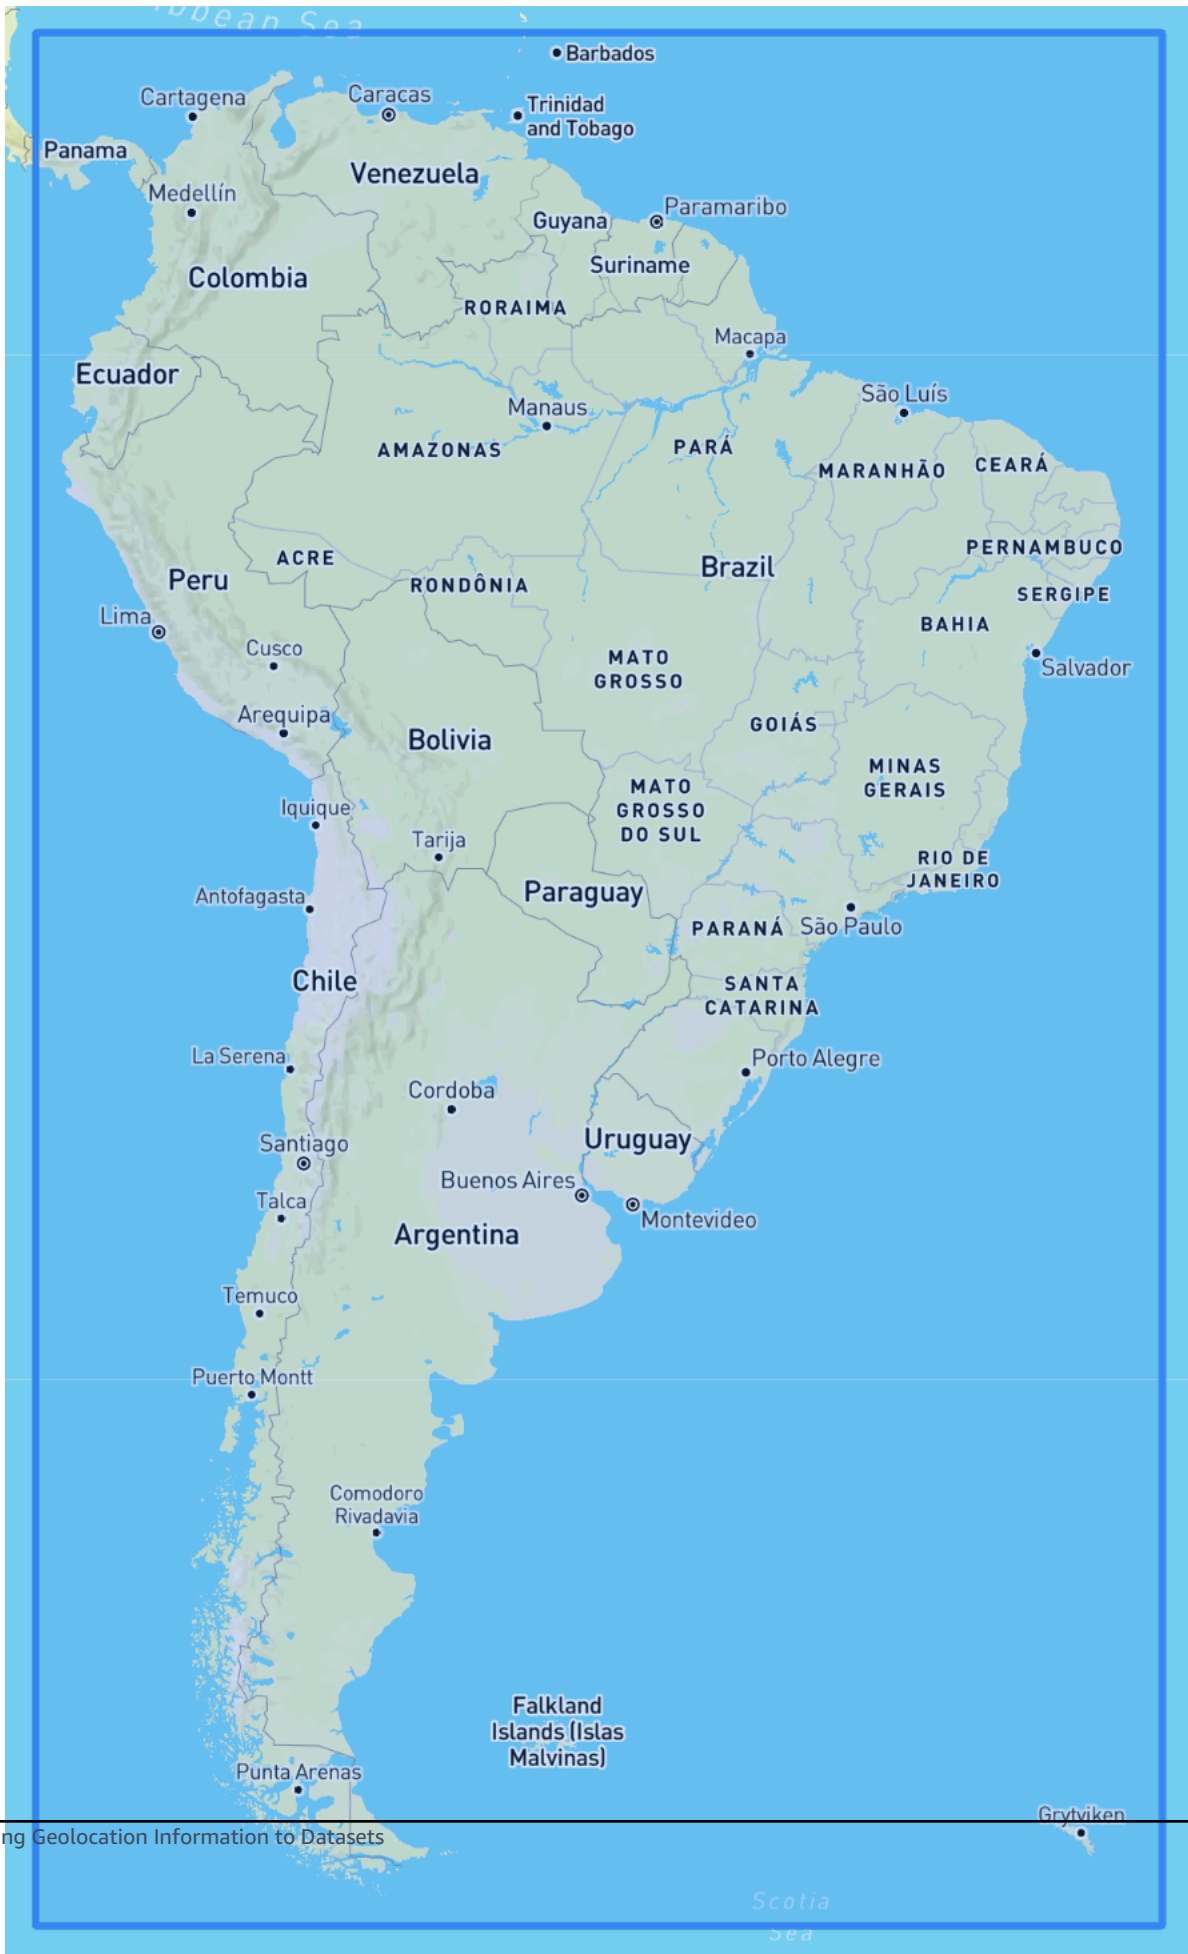 bbean Sea
Barbados
Cartagena
Caracas
Trinidad
and Tobago
Panama
Venezuela
Medellín
Paramaribo
Guyana
Suriname
Colombia
RORAIMA
Macapa
Ecuador
São Luís
Manaus
AMAZONAS
PARÁ
MARANHÃO
CEARÁ
PERNAMBUCO
ACRE
Brazil
Peru
RONDÔNIA
SERGIPE
Lima
BAHIA
Cusco
MATO
GROSSO
Salvador
Arequipa
GOIÁS
Bolivia
MINAS
GERAIS
MATO
GROSSO
DO SUL
Iquique
Tarija
RIO DE
JANEIRO
Antofagasta
Paraguay
PARANÁ
São Paulo
Chile
SANTA
CATARINA
La Serena
Porto Alegre
Cordoba
Santiago
Uruguay
Buenos Aires
Talca
Montevideo
Argentina
Temuco
Puerto Montt
Comodoro
Rivadavia
Falkland
Islands (Islas
Malvinas)
Punta Arenas
Grytviken
ng Geolocation Information to Datasets
Scotia
Sea